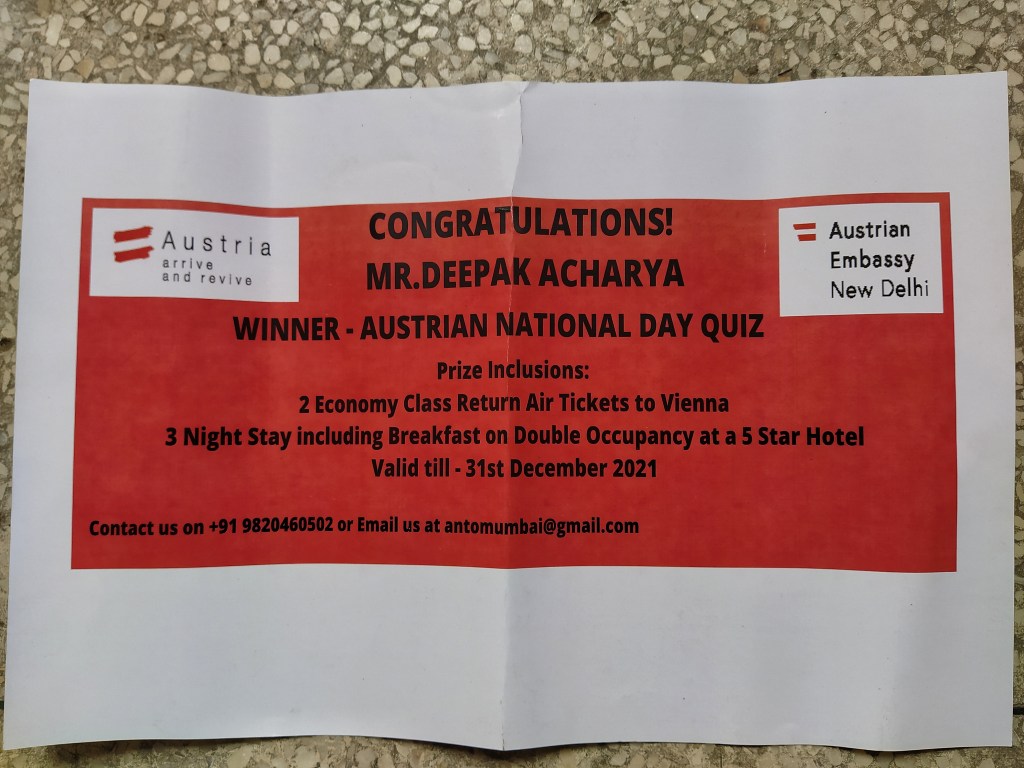 Austria
arrive
and revive
CONGRATULATIONS!
MR.DEEPAK ACHARYA
WINNER - AUSTRIAN NATIONAL DAY QUIZ
Austrian
Embassy
New Delhi
Prize Inclusions:
2 Economy Class Return Air Tickets to Vienna
3 Night Stay including Breakfast on Double Occupancy at a 5 Star Hotel
Valid till - 31st December 2021
Contact us on +91 9820460502 or Email us at antomumbai@gmail.com